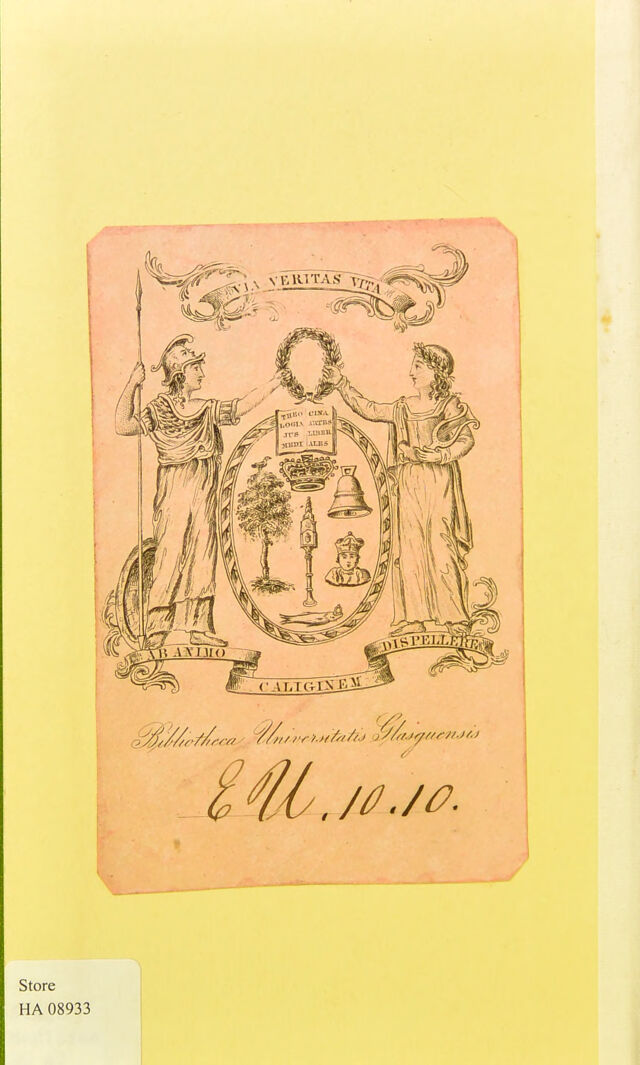 VIA VERITAS VITA
THEO CINA
LOGIA ARTES
JUS LIBER
MEDI ALES
AB ANIMO
DISPELLERE
CALIGINEM
Bibliotheca Universitatis Glasguensis
EU.10.10.
Store
HA 08933